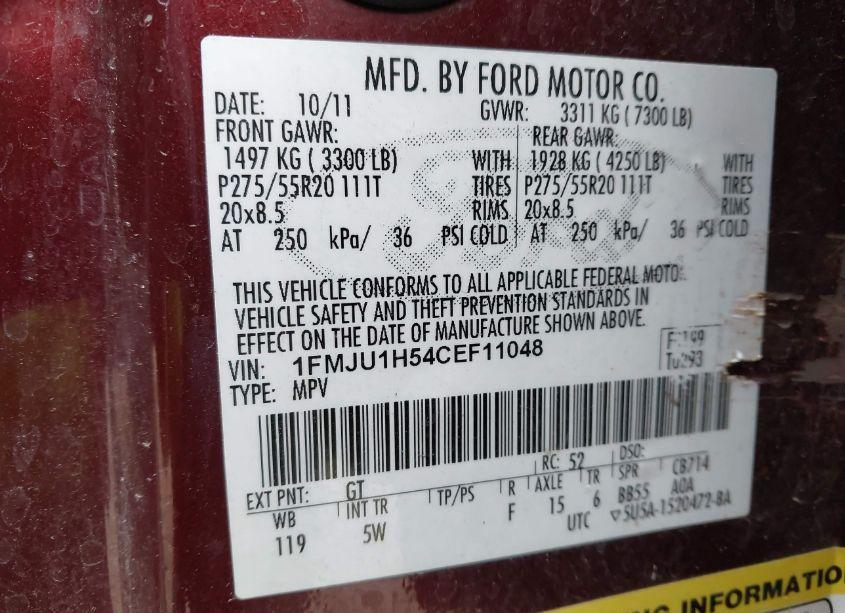 MFD. BY FORD MOTOR CO.
DATE: 10/11 GVWR: 3311 KG ( 7300 LB)
FRONT GAWR: REAR GAWR:
1497 KG ( 3300 LB) WITH 1928 KG ( 4250 LB) WITH
P275/55R20 111T TIRES P275/55R20 111T TIRES
20x8.5 RIMS 20x8.5 RIMS
AT 250 kPa/ 36 PSI COLD AT 250 kPa/ 36 PSI COLD
THIS VEHICLE CONFORMS TO ALL APPLICABLE FEDERAL MOTO
VEHICLE SAFETY AND THEFT PREVENTION STANDARDS IN
EFFECT ON THE DATE OF MANUFACTURE SHOWN ABOVE.
VIN: 1FMJU1H54CEF11048
TYPE: MPV
Tu293
EXT PNT: GT RC: 52 DSO:
WB INT TR TP/PS R AXLE TR SPR CB714
119 5W F 15 6 BB55 A0A
UTC ▽5U5A-1520472-BA
ING INFORMATIO